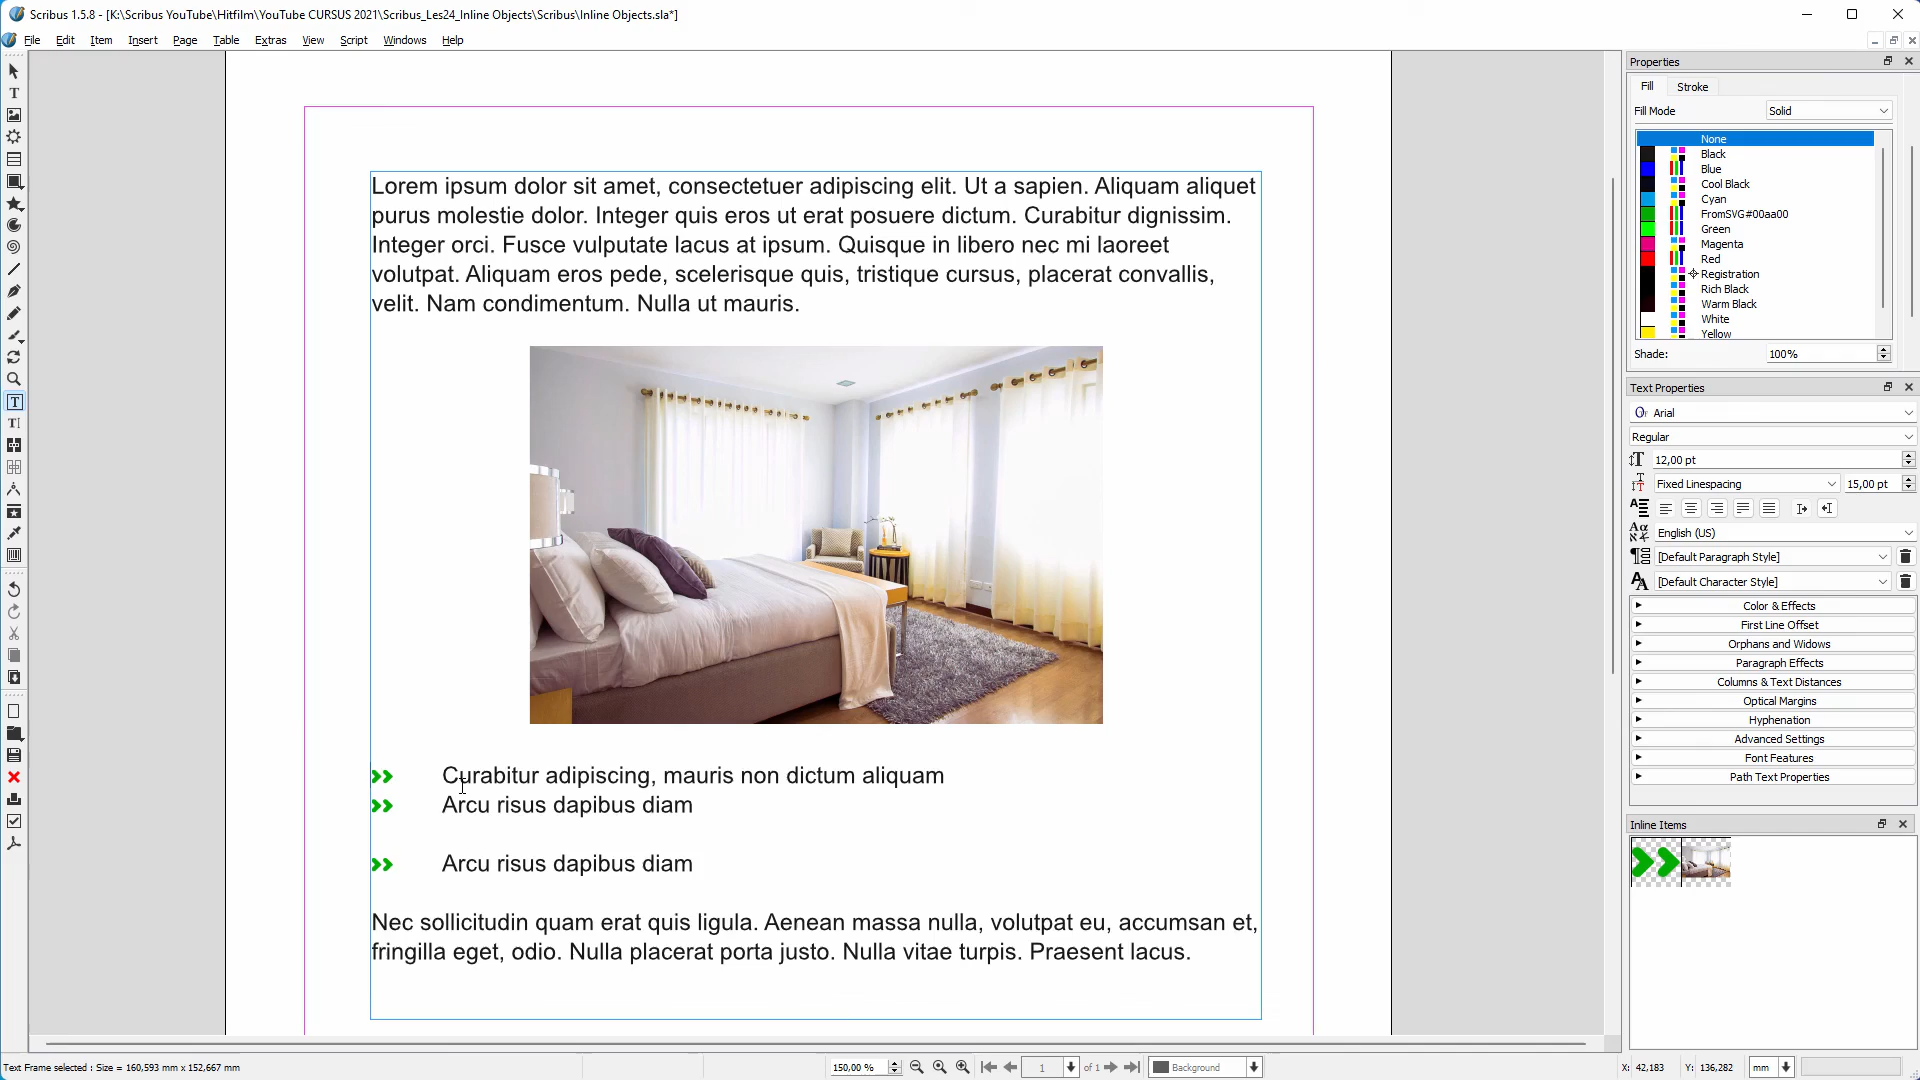 Scribus 1.5.8 - [K:\Scribus YouTube\Hitfilm\YouTube CURSUS 2021\Scribus_Les24_Inline Objects\Scribus\Inline Objects.sla*]
File Edit Item Insert Page Table Extras View Script Windows Help
Properties
Fill Stroke
Fill Mode Solid
None
Black
Blue
Cool Black
Cyan
FromSVG#00aa00
Green
Magenta
Red
Registration
Rich Black
Warm Black
White
Yellow
Shade: 100%
Text Properties
Arial
Regular
12,00 pt
Fixed Linespacing 15,00 pt
English (US)
[Default Paragraph Style]
[Default Character Style]
Color & Effects
First Line Offset
Orphans and Widows
Paragraph Effects
Columns & Text Distances
Optical Margins
Hyphenation
Advanced Settings
Font Features
Path Text Properties
Inline Items
Lorem ipsum dolor sit amet, consectetuer adipiscing elit. Ut a sapien. Aliquam aliquet
purus molestie dolor. Integer quis eros ut erat posuere dictum. Curabitur dignissim.
Integer orci. Fusce vulputate lacus at ipsum. Quisque in libero nec mi laoreet
volutpat. Aliquam eros pede, scelerisque quis, tristique cursus, placerat convallis,
velit. Nam condimentum. Nulla ut mauris.
Curabitur adipiscing, mauris non dictum aliquam
Arcu risus dapibus diam
Arcu risus dapibus diam
Nec sollicitudin quam erat quis ligula. Aenean massa nulla, volutpat eu, accumsan et,
fringilla eget, odio. Nulla placerat porta justo. Nulla vitae turpis. Praesent lacus.
Text Frame selected : Size = 160,593 mm x 152,667 mm
150,00 % 1 of 1 Background
X: 42,183 Y: 136,282 mm